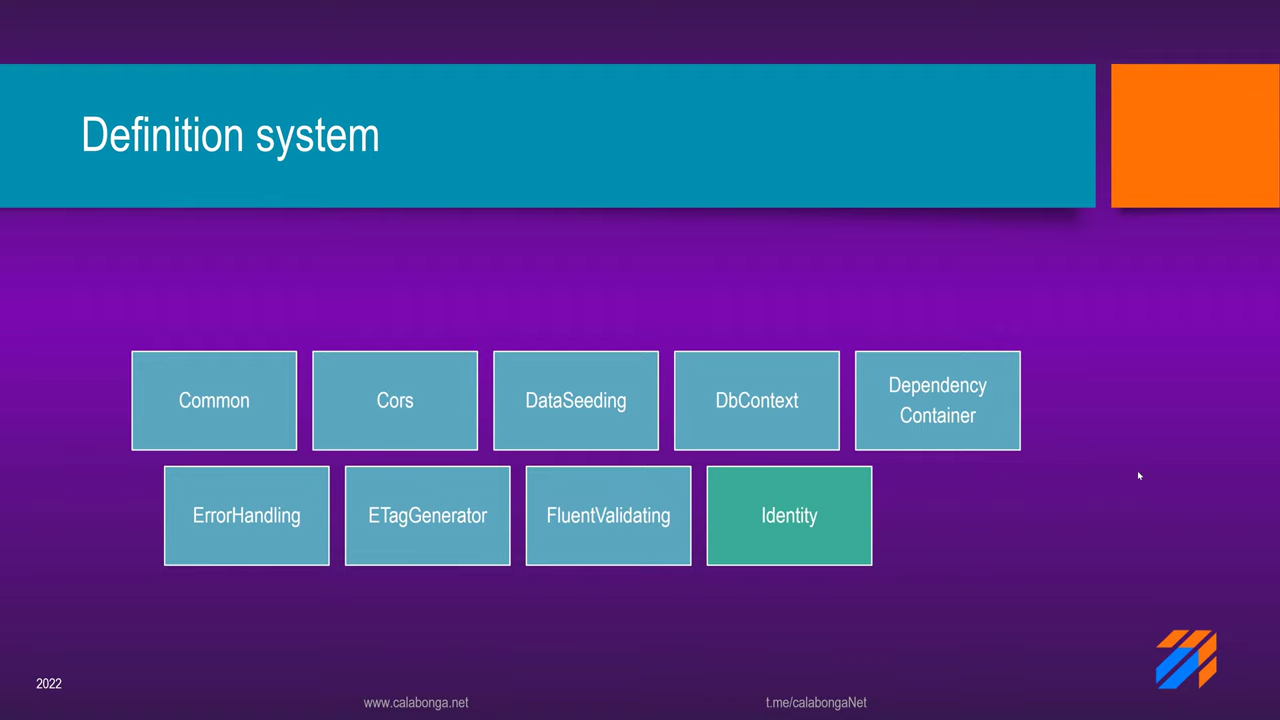 Definition system
Common
Cors
DataSeeding
DbContext
Dependency
Container
ErrorHandling
ETagGenerator
FluentValidating
Identity
2022
www.calabonga.net
t.me/calabongaNet